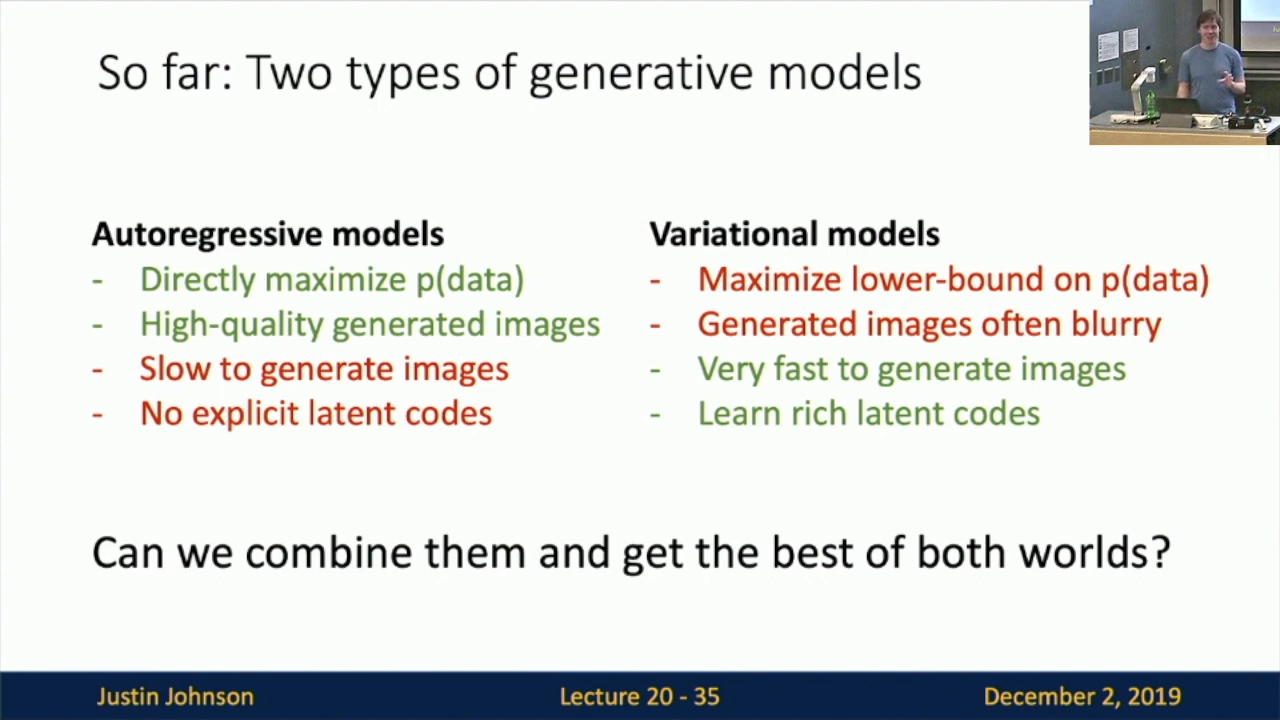 So far: Two types of generative models
Autoregressive models
- Directly maximize p(data)
- High-quality generated images
- Slow to generate images
- No explicit latent codes
Variational models
- Maximize lower-bound on p(data)
- Generated images often blurry
- Very fast to generate images
- Learn rich latent codes
Can we combine them and get the best of both worlds?
Justin Johnson
Lecture 20 - 35
December 2, 2019